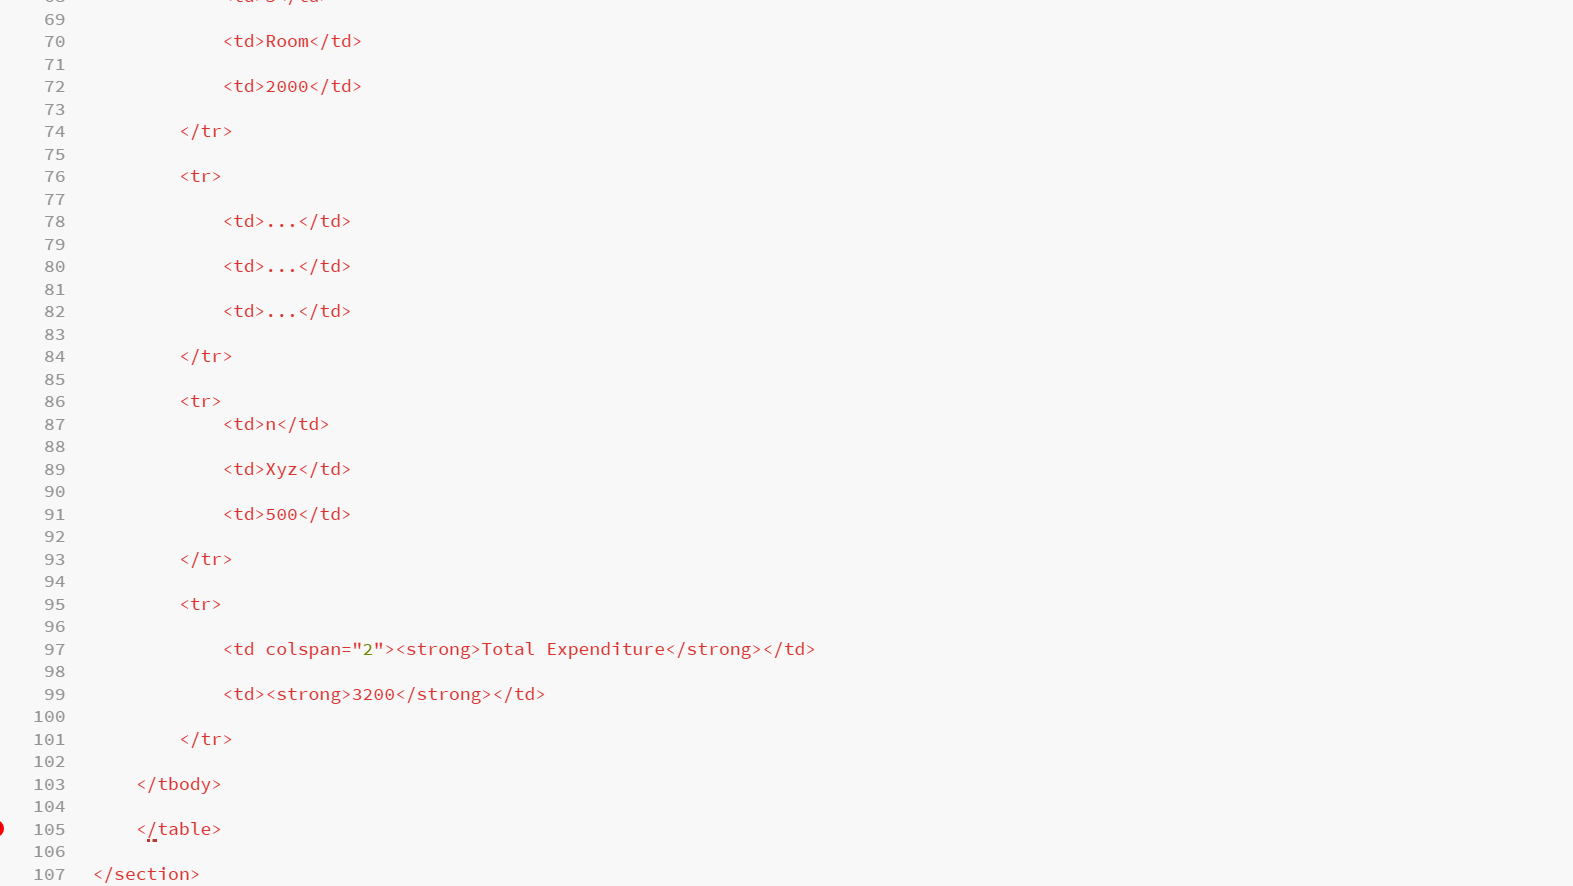 69
70 <td>Room</td>
71
72 <td>2000</td>
73
74 </tr>
75
76 <tr>
77
78 <td>...</td>
79
80 <td>...</td>
81
82 <td>...</td>
83
84 </tr>
85
86 <tr>
87 <td>n</td>
88
89 <td>Xyz</td>
90
91 <td>500</td>
92
93 </tr>
94
95 <tr>
96
97 <td colspan="2"><strong>Total Expenditure</strong></td>
98
99 <td><strong>3200</strong></td>
100
101 </tr>
102
103 </tbody>
104
105 </table>
106
107 </section>